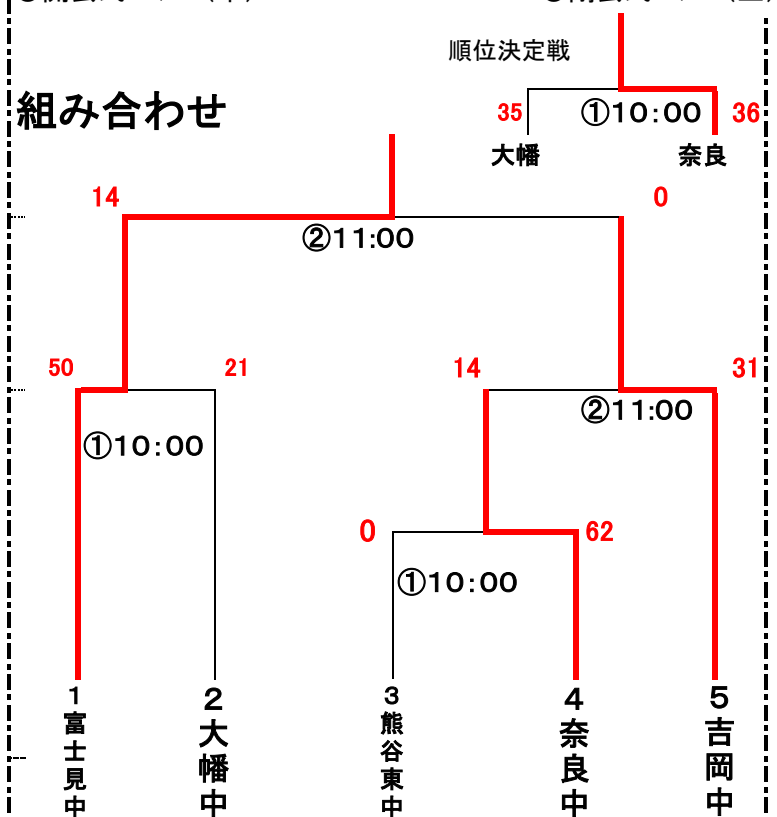 順位決定戦
組み合わせ
35
①10:00
36
大幡
奈良
14
0
②11:00
50
21
14
31
①10:00
②11:00
0
62
①10:00
1富士見中
2大幡中
3熊谷東中
4奈良中
5吉岡中